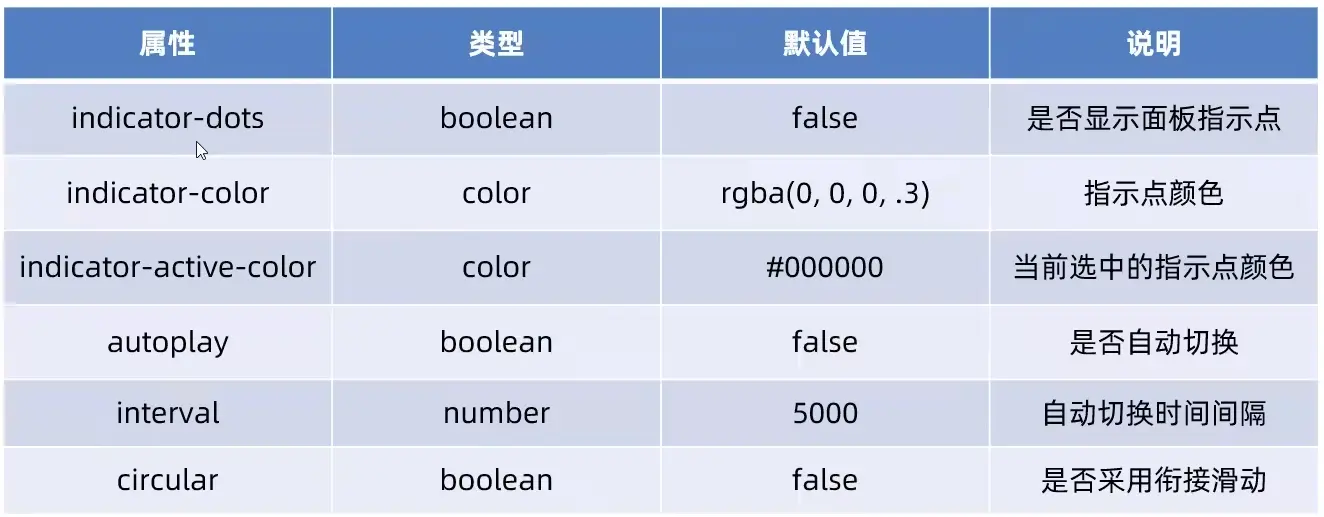 属性 类型 默认值 说明
indicator-dots boolean false 是否显示面板指示点
indicator-color color rgba(0, 0, 0, .3) 指示点颜色
indicator-active-color color #000000 当前选中的指示点颜色
autoplay boolean false 是否自动切换
interval number 5000 自动切换时间间隔
circular boolean false 是否采用衔接滑动